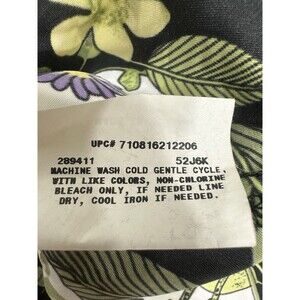 UPC# 710816212206
289411 52J6K
MACHINE WASH COLD GENTLE CYCLE,
WITH LIKE COLORS, NON-CHLORINE
BLEACH ONLY, IF NEEDED LINE
DRY, COOL IRON IF NEEDED.